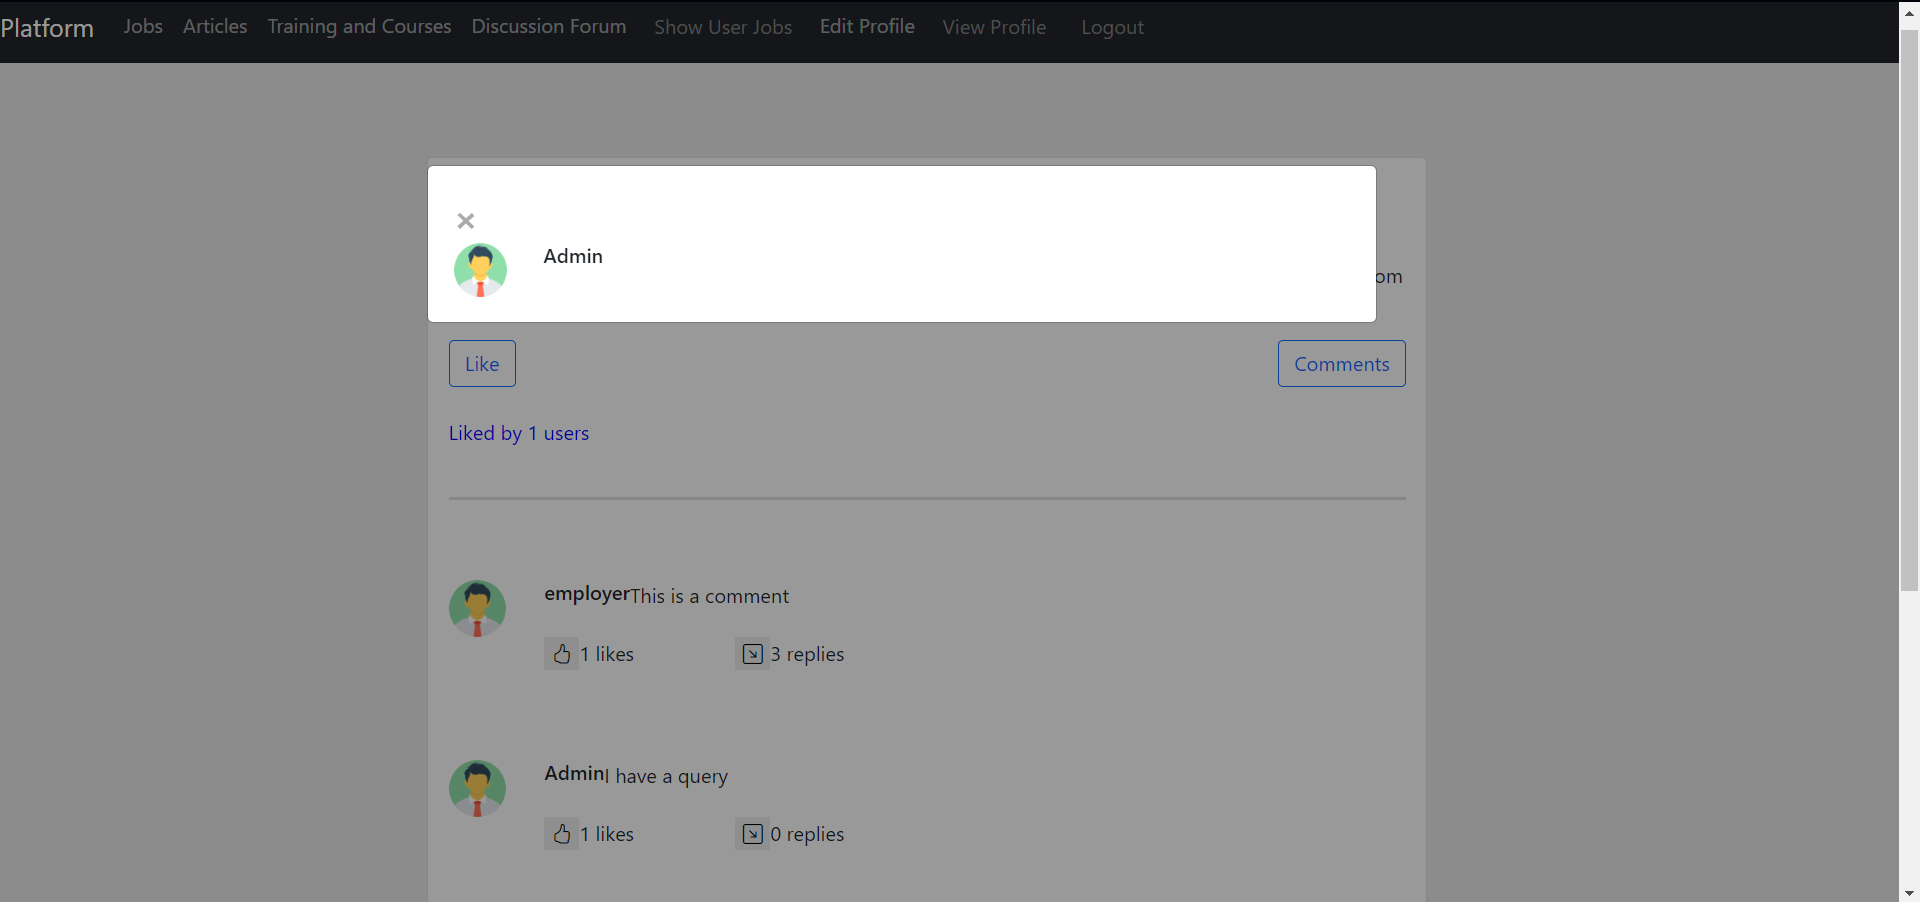 Platform Jobs Articles Training and Courses Discussion Forum Show User Jobs Edit Profile View Profile Logout
×
Admin
om
Like Comments
Liked by 1 users
employerThis is a comment
1 likes 3 replies
AdminI have a query
1 likes 0 replies